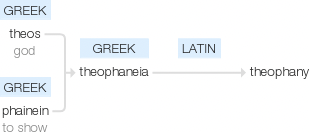 GREEK
theos
god
GREEK LATIN
theophaneia theophany
GREEK
phainein
to show